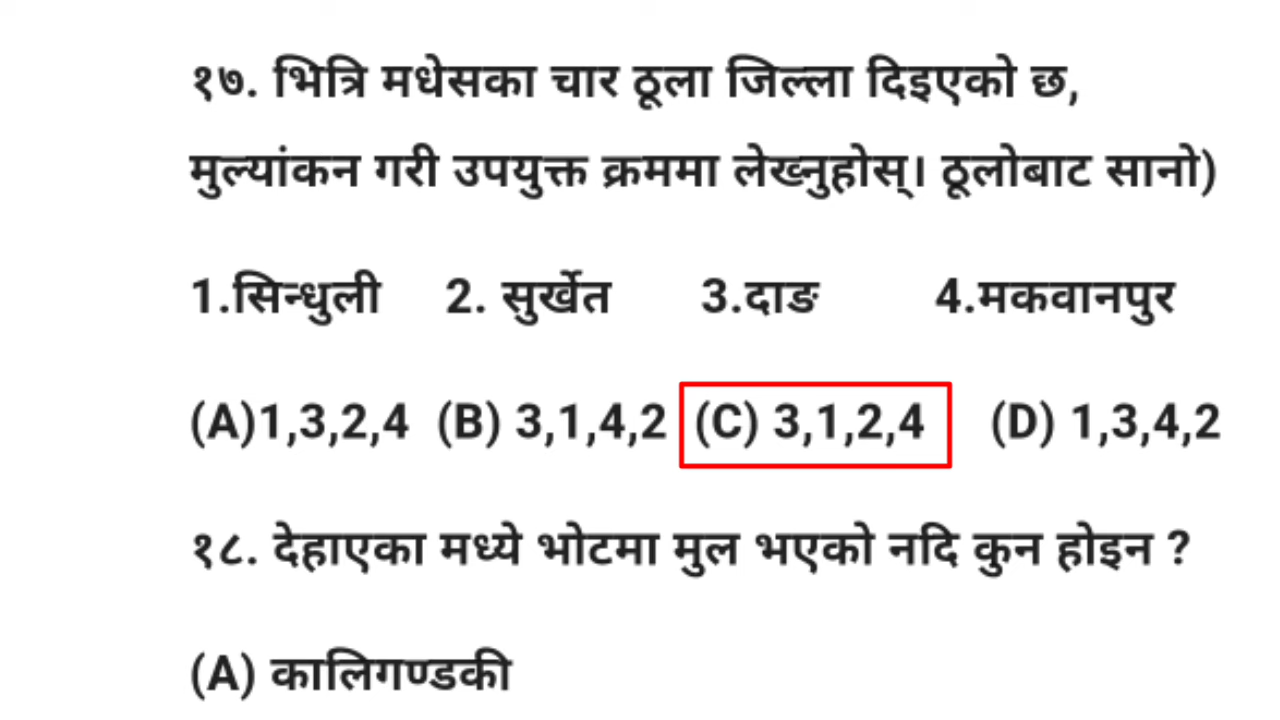 १७. भित्रि मधेसका चार ठूला जिल्ला दिइएको छ,
मुल्यांकन गरी उपयुक्त क्रममा लेख्नुहोस्। ठूलोबाट सानो)
1.सिन्धुली 2. सुर्खेत 3.दाङ 4.मकवानपुर
(A)1,3,2,4 (B) 3,1,4,2 (C) 3,1,2,4 (D) 1,3,4,2
१८. देहाएका मध्ये भोटमा मुल भएको नदि कुन होइन ?
(A) कालिगण्डकी